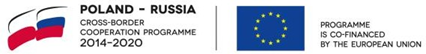 POLAND - RUSSIA
CROSS-BORDER
COOPERATION PROGRAMME
2014-2020
PROGRAMME
IS CO-FINANCED
BY THE EUROPEAN UNION